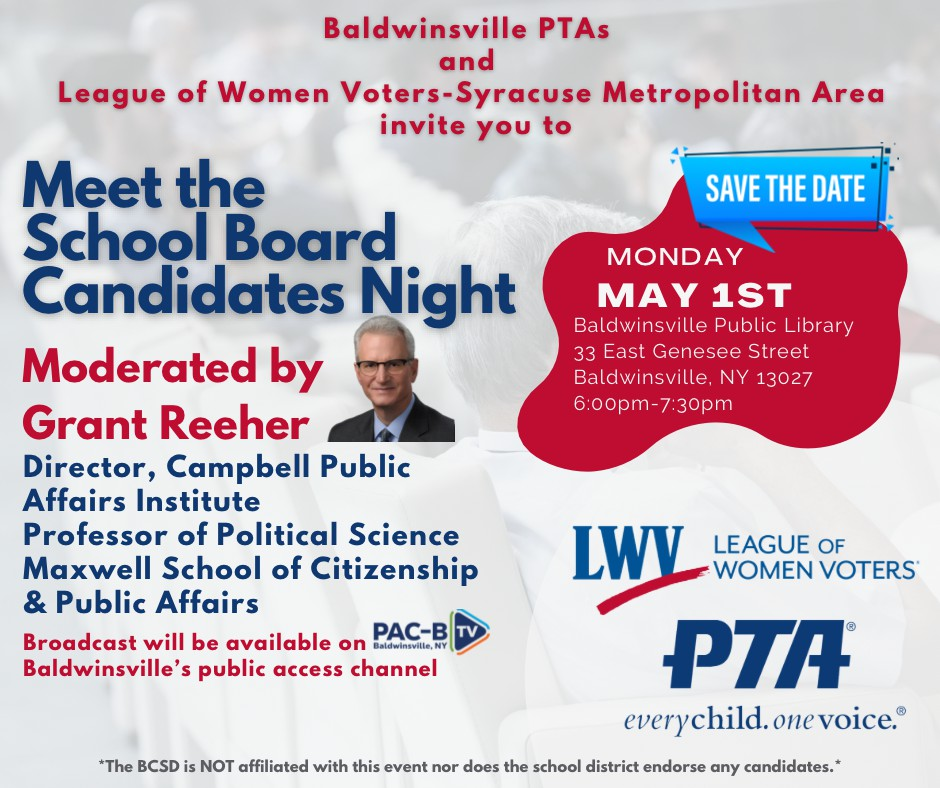 Baldwinsville PTAs
and
League of Women Voters-Syracuse Metropolitan Area
invite you to
Meet the
School Board
Candidates Night
SAVE THE DATE
MONDAY
MAY 1ST
Baldwinsville Public Library
33 East Genesee Street
Baldwinsville, NY 13027
6:00pm-7:30pm
Moderated by
Grant Reeher
Director, Campbell Public
Affairs Institute
Professor of Political Science
Maxwell School of Citizenship
& Public Affairs
Broadcast will be available on
PAC-B TV
Baldwinsville, NY
Baldwinsville’s public access channel
LWV
LEAGUE OF
WOMEN VOTERS®
PTA®
everychild.onevoice.®
*The BCSD is NOT affiliated with this event nor does the school district endorse any candidates.*